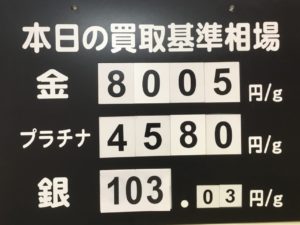 本日の買取基準相場
金 8005 円/g
プラチナ 4580 円/g
銀 103.03 円/g